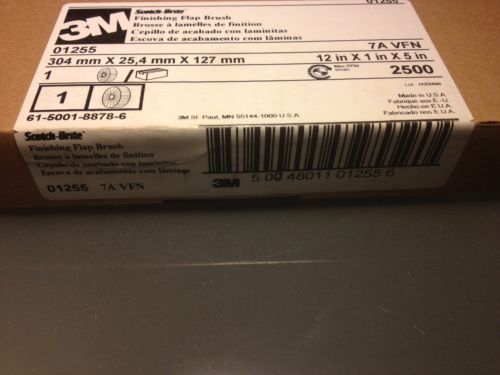 Scotch-Brite™
01255
3M
Finishing Flap Brush
Brosse à lamelles de finition
Cepillo de acabado con laminitas
Escova de acabamento com lâminas
01255
7A VFN
304 mm X 25,4 mm X 127 mm
12 in X 1 in X 5 in
1
Max RPM
2500
1
61-5001-8878-6
3M St. Paul, MN 55144-1000 U.S.A.
Made in U.S.A.
Fabriqué aux E.-U.
Hecho en E.U.A.
Fabricado nos E.U.A.
Scotch-Brite™
Finishing Flap Brush
Brosse à lamelles de finition
Cepillo de acabado con laminitas
Escova de acabamento com lâminas
01255 7A VFN
3M
5 00 48011 01255 6